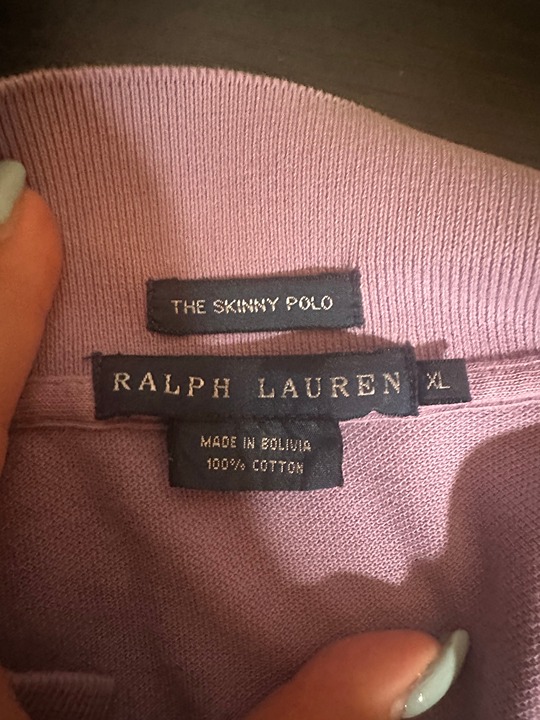 THE SKINNY POLO
RALPH LAUREN XL
MADE IN BOLIVIA
100% COTTON